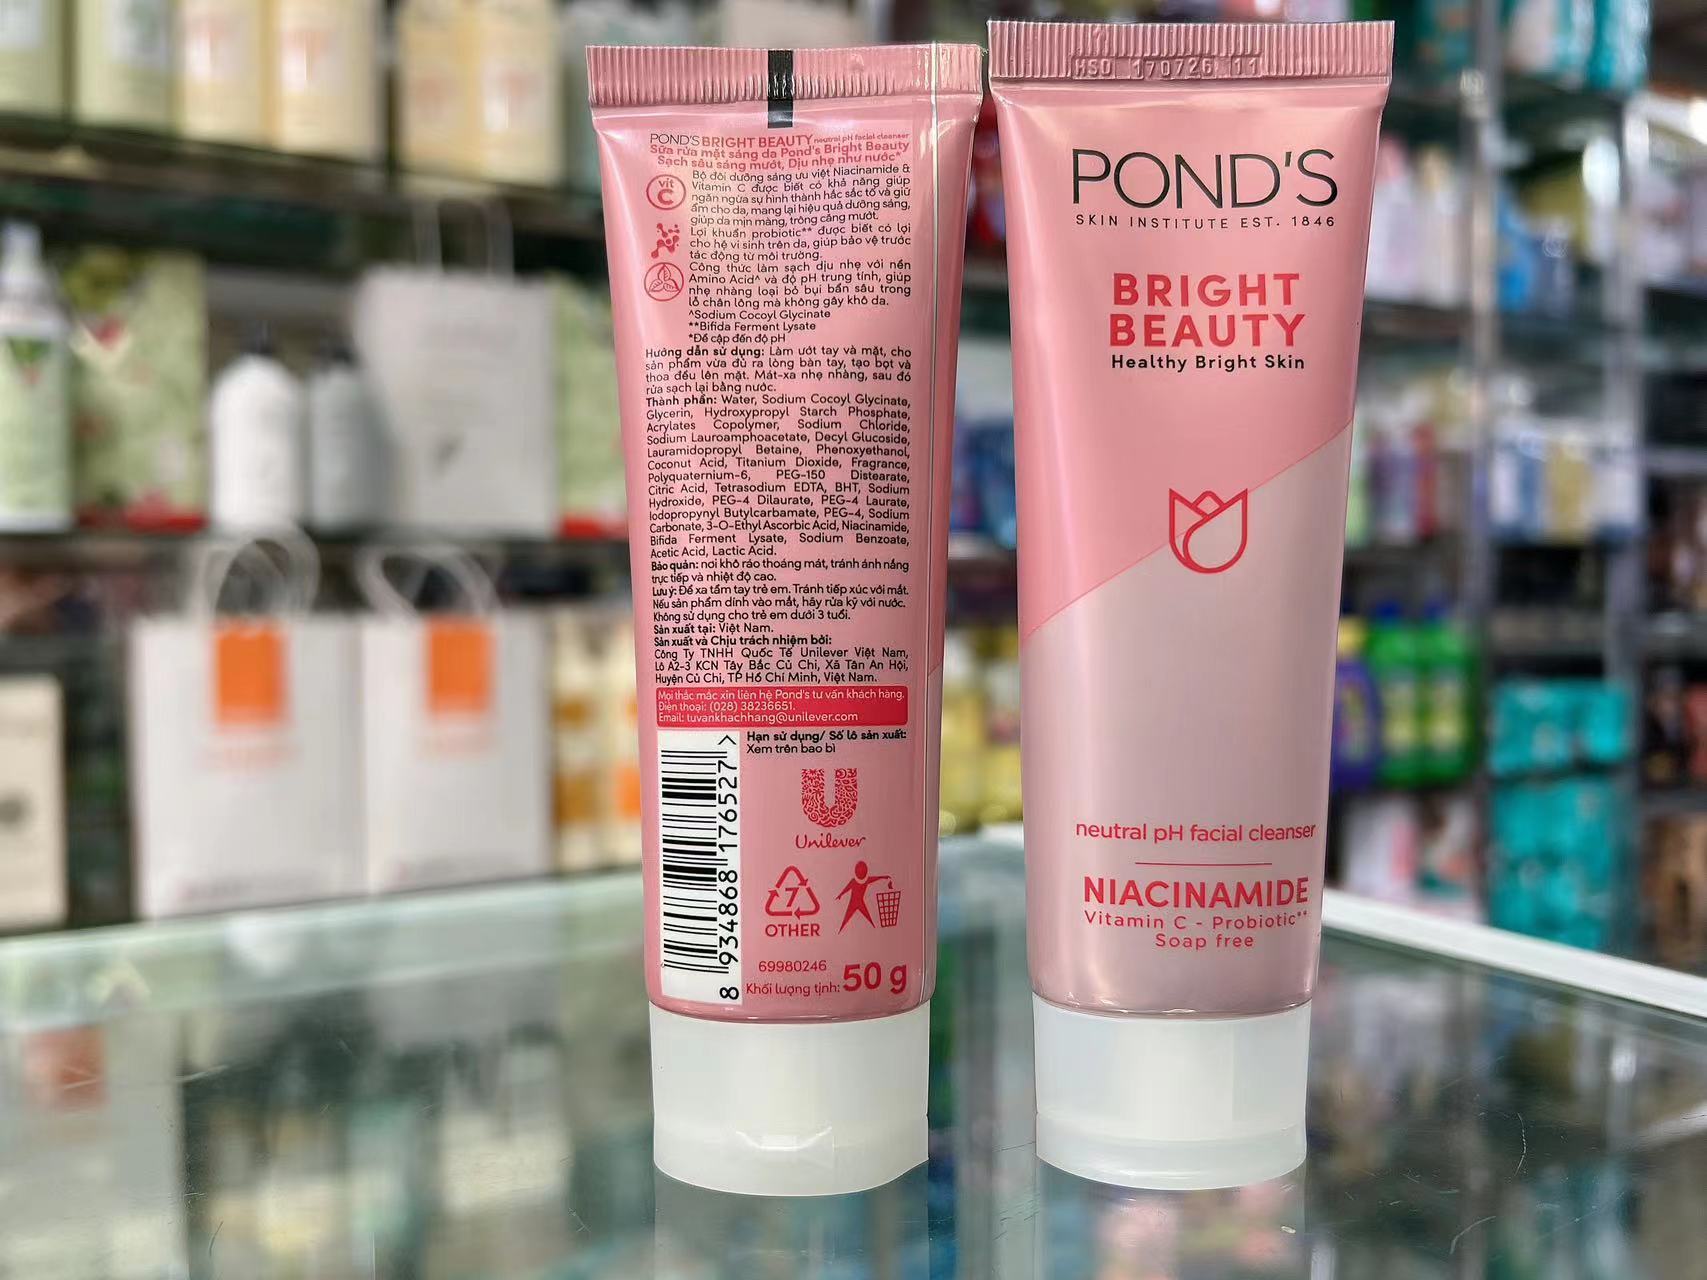 POND'S BRIGHT BEAUTY neutral pH facial cleanser
Sữa rửa mặt sáng da Pond's Bright Beauty
Sạch sâu sáng mướt, Dịu nhẹ như nước*
vit C
Bộ đôi dưỡng sáng ưu việt Niacinamide &
Vitamin C được biết có khả năng giúp
ngăn ngừa sự hình thành hắc sắc tố và giữ
ẩm cho da, mang lại hiệu quả dưỡng sáng,
giúp da mịn màng, trông căng mướt.
Lợi khuẩn probiotic** được biết có lợi
cho hệ vi sinh trên da, giúp bảo vệ trước
tác động từ môi trường.
Công thức làm sạch dịu nhẹ với nền
Amino Acid^ và độ pH trung tính, giúp
nhẹ nhàng loại bỏ bụi bẩn sâu trong
lỗ chân lông mà không gây khô da.
^Sodium Cocoyl Glycinate
**Bifida Ferment Lysate
*Đề cập đến độ pH
Hướng dẫn sử dụng: Làm ướt tay và mặt, cho
sản phẩm vừa đủ ra lòng bàn tay, tạo bọt và
thoa đều lên mặt. Mát-xa nhẹ nhàng, sau đó
rửa sạch lại bằng nước.
Thành phần: Water, Sodium Cocoyl Glycinate,
Glycerin, Hydroxypropyl Starch Phosphate,
Acrylates Copolymer, Sodium Chloride,
Sodium Lauroamphoacetate, Decyl Glucoside,
Lauramidopropyl Betaine, Phenoxyethanol,
Coconut Acid, Titanium Dioxide, Fragrance,
Polyquaternium-6, PEG-150 Distearate,
Citric Acid, Tetrasodium EDTA, BHT, Sodium
Hydroxide, PEG-4 Dilaurate, PEG-4 Laurate,
Iodopropynyl Butylcarbamate, PEG-4, Sodium
Carbonate, 3-O-Ethyl Ascorbic Acid, Niacinamide,
Bifida Ferment Lysate, Sodium Benzoate,
Acetic Acid, Lactic Acid.
Bảo quản: nơi khô ráo thoáng mát, tránh ánh nắng
trực tiếp và nhiệt độ cao.
Lưu ý: Để xa tầm tay trẻ em. Tránh tiếp xúc với mắt.
Nếu sản phẩm dính vào mắt, hãy rửa kỹ với nước.
Không sử dụng cho trẻ em dưới 3 tuổi.
Sản xuất tại: Việt Nam.
Sản xuất và Chịu trách nhiệm bởi:
Công Ty TNHH Quốc Tế Unilever Việt Nam,
Lô A2-3 KCN Tây Bắc Củ Chi, Xã Tân An Hội,
Huyện Củ Chi, TP Hồ Chí Minh, Việt Nam.
Mọi thắc mắc xin liên hệ Pond's tư vấn khách hàng.
Điện thoại: (028) 38236651.
Email: tuvankhachhang@unilever.com
Hạn sử dụng/ Số lô sản xuất:
Xem trên bao bì
8 934868 176527 >
Unilever
7
OTHER
69980246
Khối lượng tịnh: 50 g
HSD 170726 11
POND'S
SKIN INSTITUTE EST. 1846
BRIGHT
BEAUTY
Healthy Bright Skin
neutral pH facial cleanser
NIACINAMIDE
Vitamin C - Probiotic**
Soap free